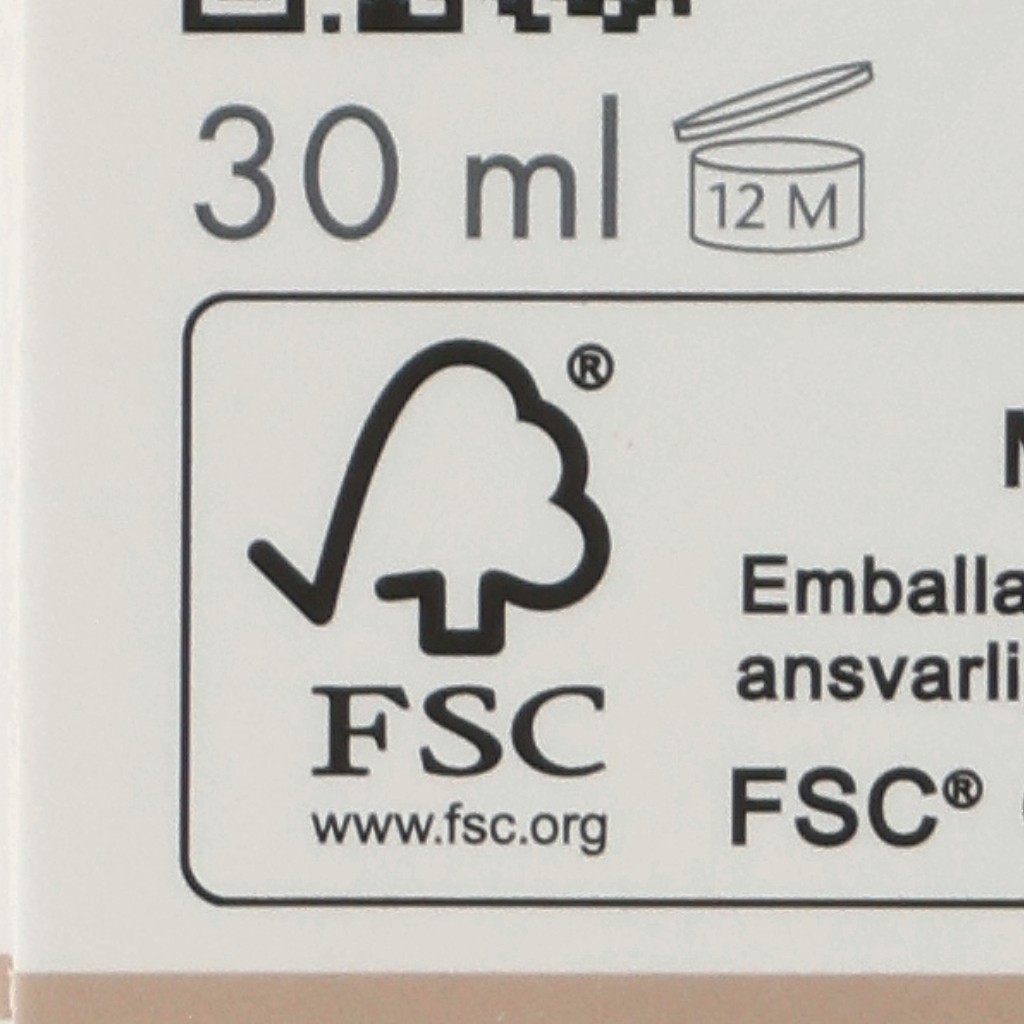 30 ml 12 M
®
Emballa
ansvarli
FSC
FSC®
www.fsc.org